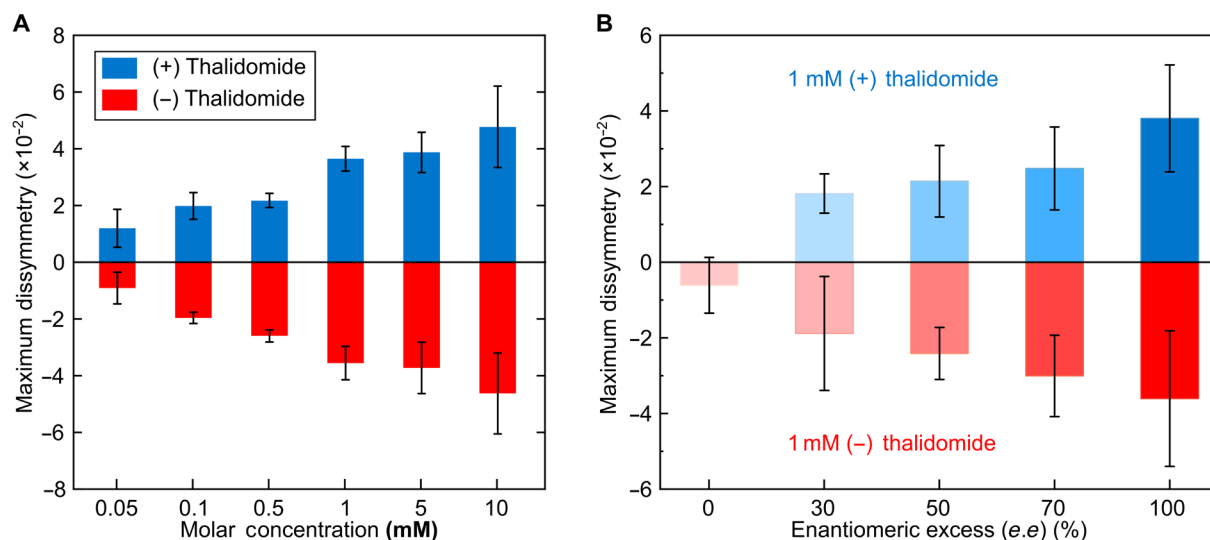 A
(+) Thalidomide
(–) Thalidomide
Maximum dissymmetry (×10⁻²)
8
6
4
2
0
–2
–4
–6
–8
0.05 0.1 0.5 1 5 10
Molar concentration (mM)
B
1 mM (+) thalidomide
1 mM (–) thalidomide
Maximum dissymmetry (×10⁻²)
6
4
2
0
–2
–4
–6
0 30 50 70 100
Enantiomeric excess (e.e) (%)